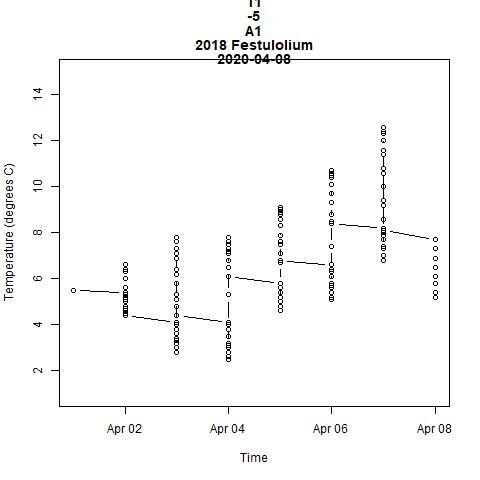 T1
-5
A1
2018 Festulolium
2020-04-08
Temperature (degrees C)
14
12
10
8
6
4
2
Apr 02
Apr 04
Apr 06
Apr 08
Time